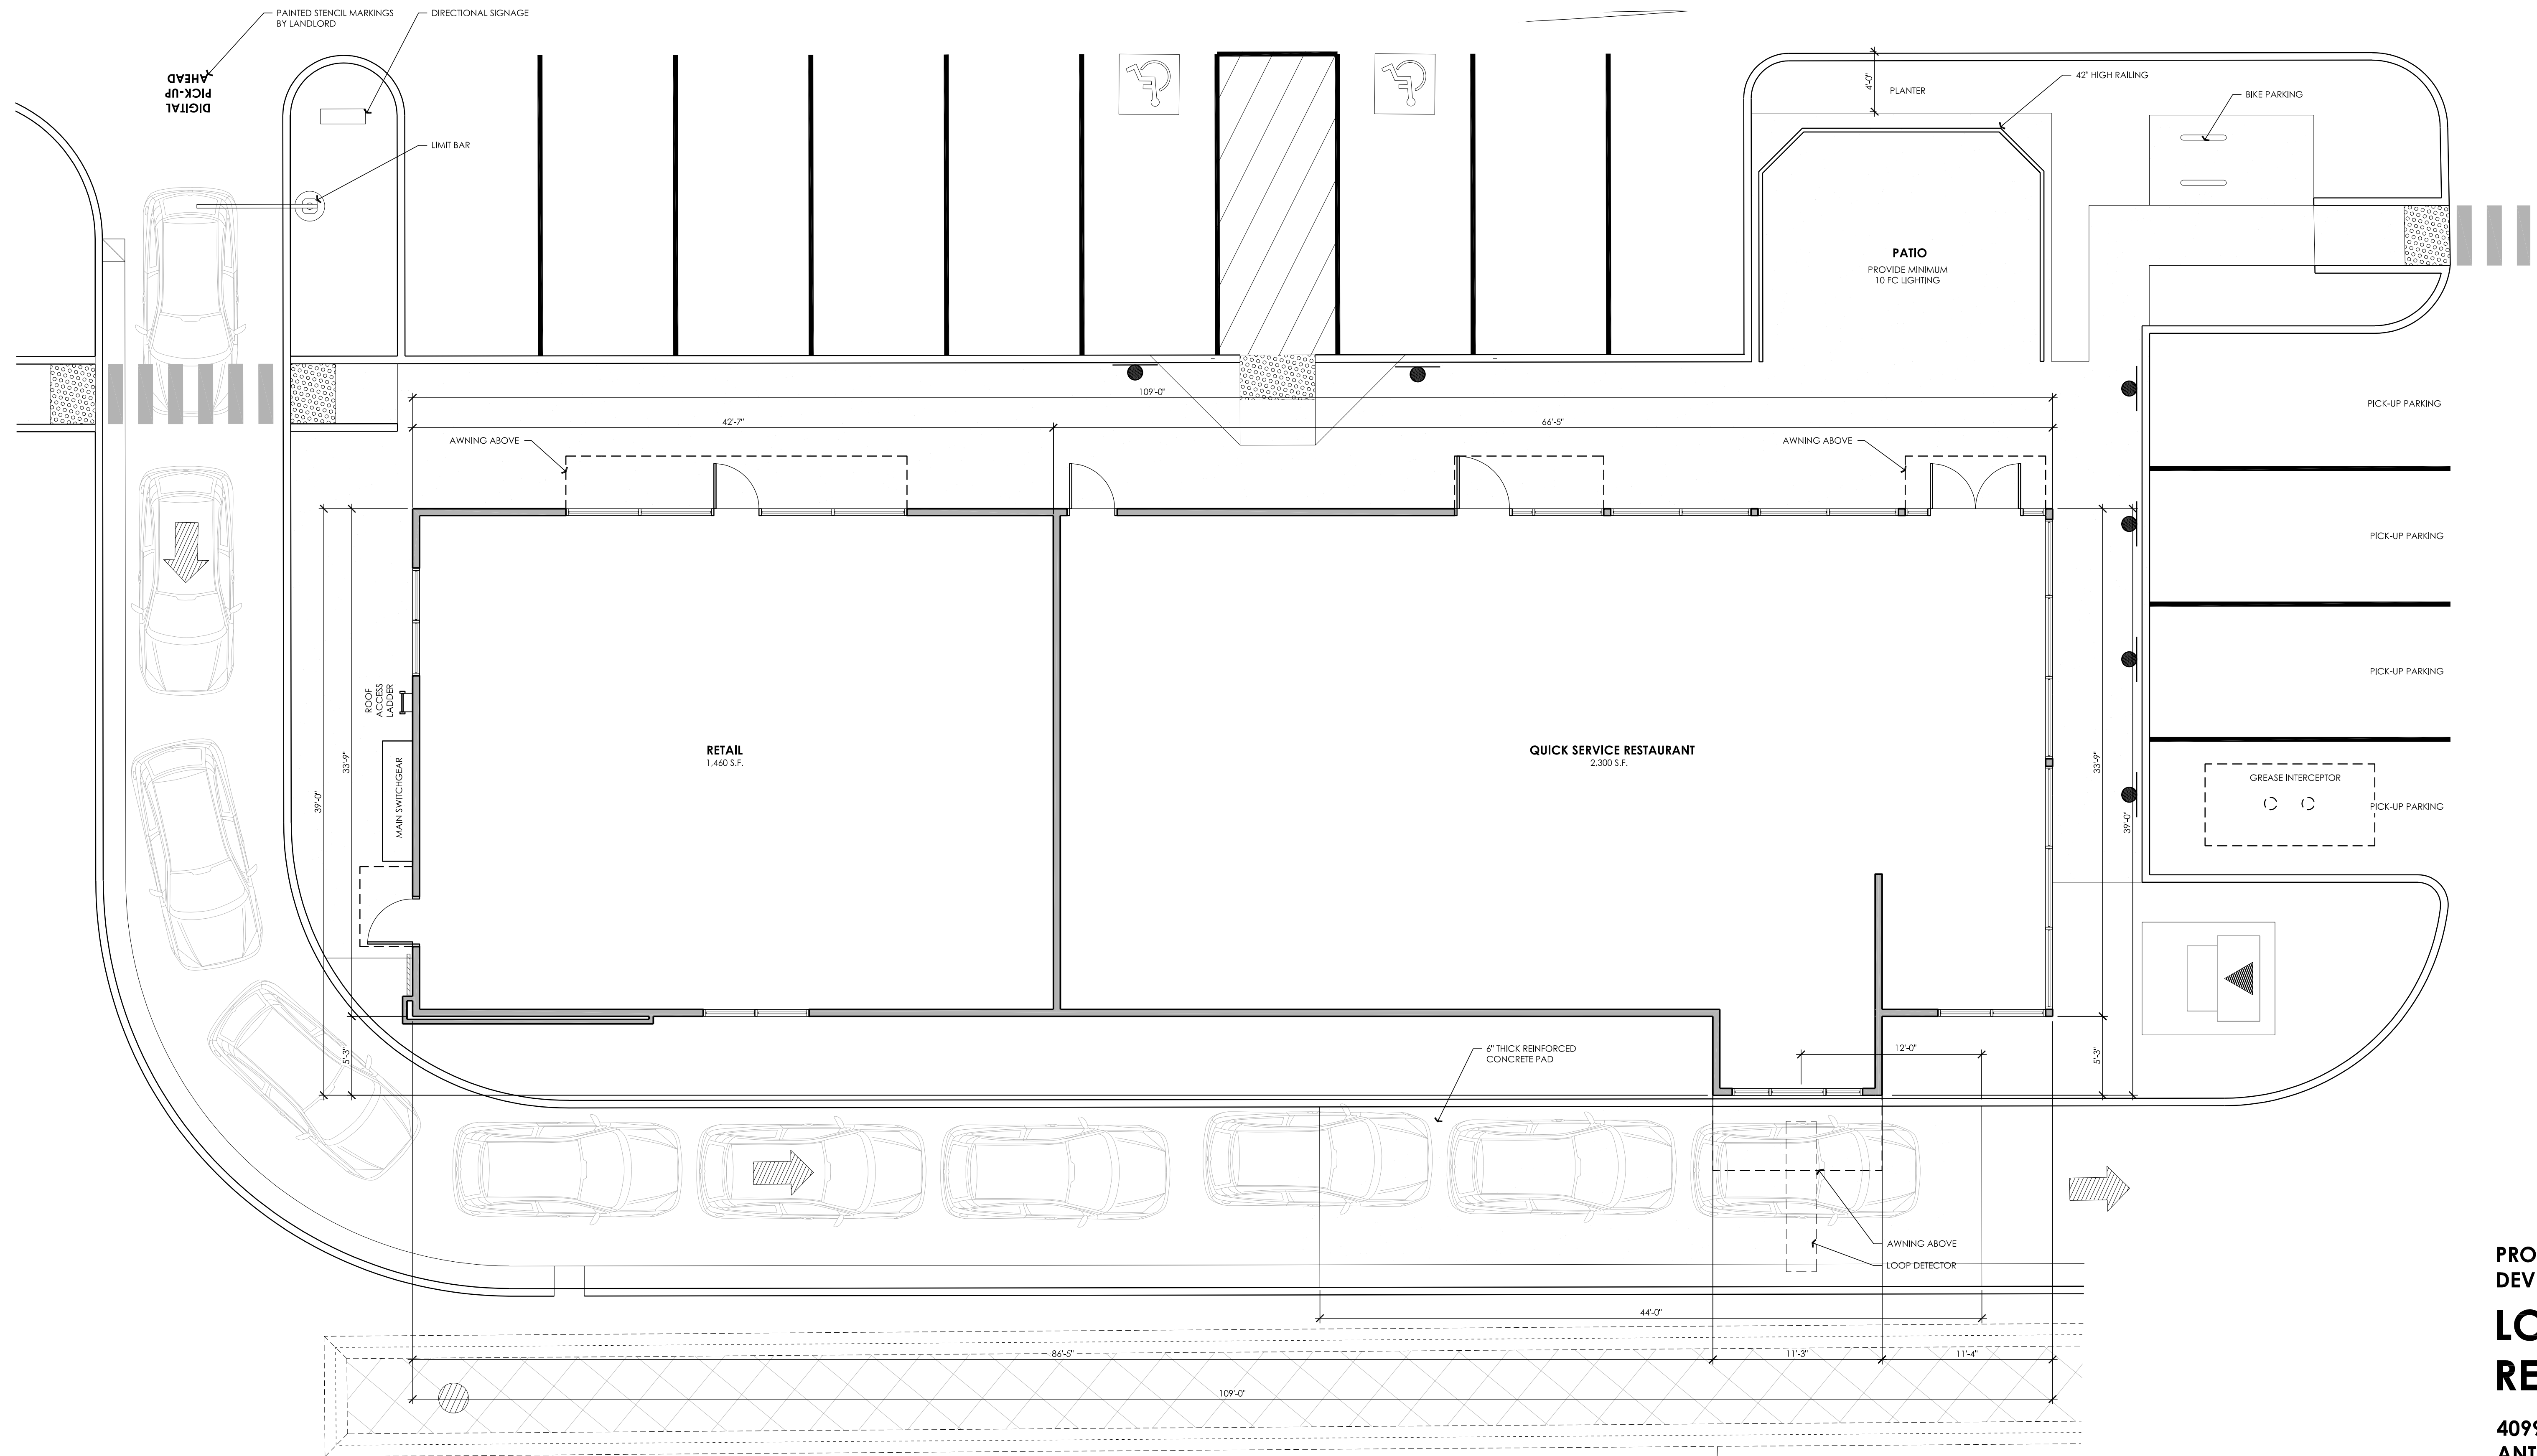 PAINTED STENCIL MARKINGS
BY LANDLORD
DIRECTIONAL SIGNAGE
DIGITAL
PICK-UP
AHEAD
LIMIT BAR
4'-0"
PLANTER
42" HIGH RAILING
BIKE PARKING
PATIO
PROVIDE MINIMUM
10 FC LIGHTING
109'-0"
42'-7"
66'-5"
AWNING ABOVE
AWNING ABOVE
PICK-UP PARKING
PICK-UP PARKING
PICK-UP PARKING
PICK-UP PARKING
ROOF
ACCESS
LADDER
MAIN SWITCHGEAR
39'-0"
33'-9"
5'-3"
RETAIL
1,460 S.F.
QUICK SERVICE RESTAURANT
2,300 S.F.
33'-9"
39'-0"
5'-3"
GREASE INTERCEPTOR
6" THICK REINFORCED
CONCRETE PAD
12'-0"
AWNING ABOVE
LOOP DETECTOR
44'-0"
86'-5"
11'-3"
11'-4"
109'-0"
PRO
DEV
LO
RE
4099
ANT